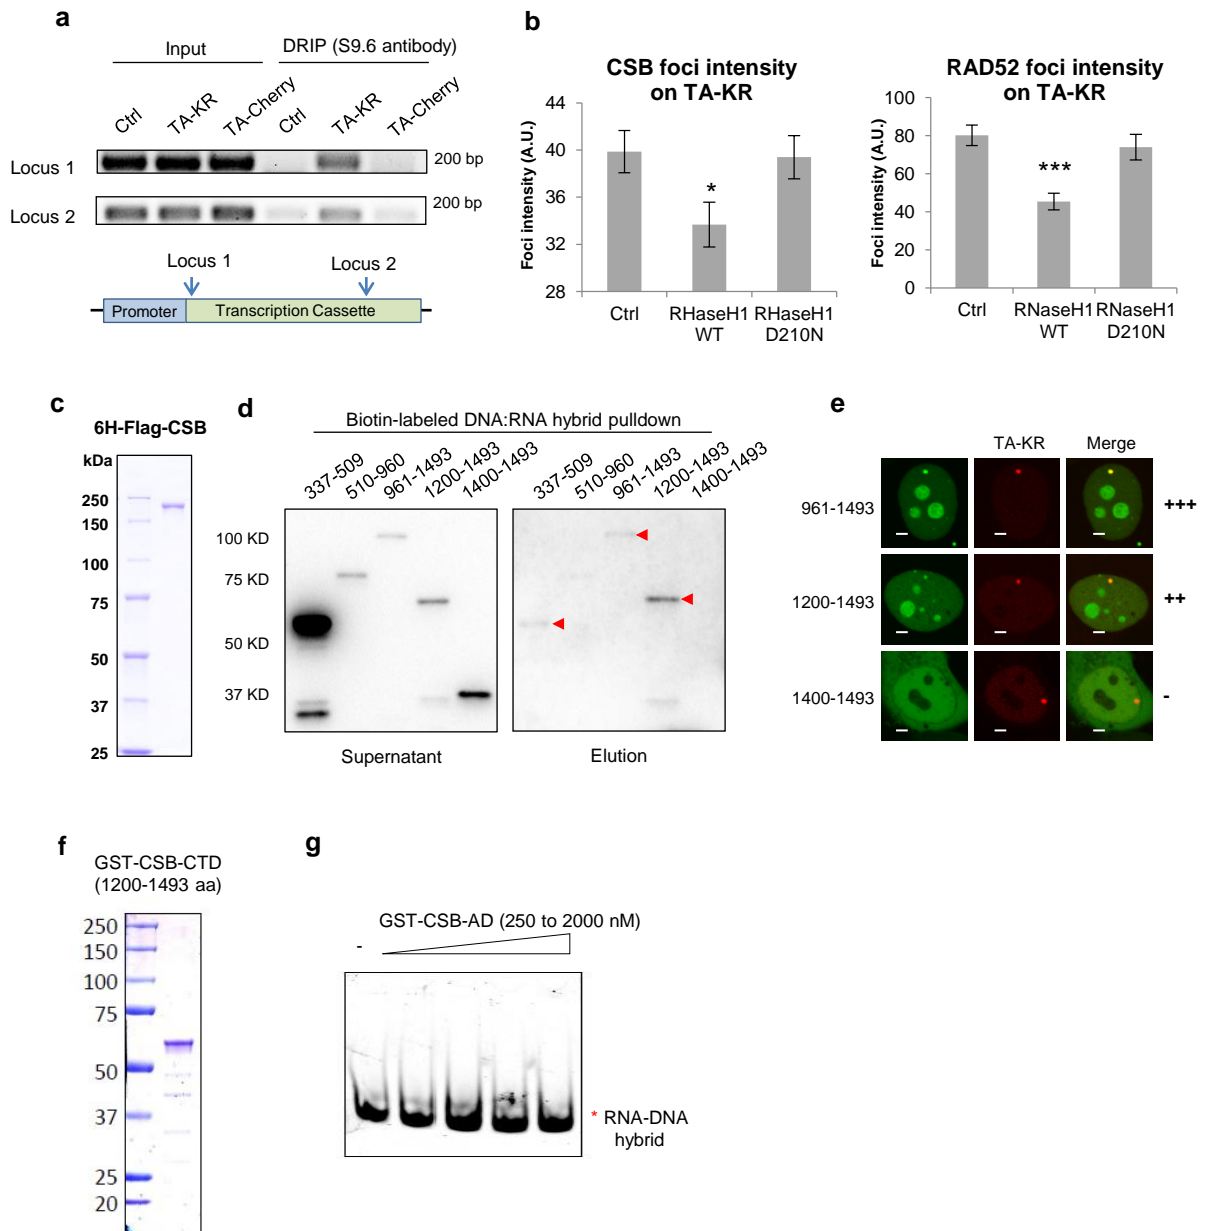 a
Input
DRIP (S9.6 antibody)
Ctrl TA-KR TA-Cherry Ctrl TA-KR TA-Cherry
Locus 1
200 bp
Locus 2
200 bp
Locus 1 Locus 2
Promoter Transcription Cassette
b
CSB foci intensity
on TA-KR
Foci intensity (A.U.)
44
40
36
32
28
*
Ctrl RHaseH1 RHaseH1
WT D210N
RAD52 foci intensity
on TA-KR
Foci intensity (A.U.)
100
80
60
40
20
0
***
Ctrl RNaseH1 RNaseH1
WT D210N
c
6H-Flag-CSB
kDa
250
150
100
75
50
37
25
d
Biotin-labeled DNA:RNA hybrid pulldown
337-509 510-960 961-1493 1200-1493 1400-1493
337-509 510-960 961-1493 1200-1493 1400-1493
100 KD
75 KD
50 KD
37 KD
Supernatant Elution
e
TA-KR Merge
961-1493 +++
1200-1493 ++
1400-1493 -
f
GST-CSB-CTD
(1200-1493 aa)
250
150
100
75
50
37
25
20
g
GST-CSB-AD (250 to 2000 nM)
-
* RNA-DNA
hybrid